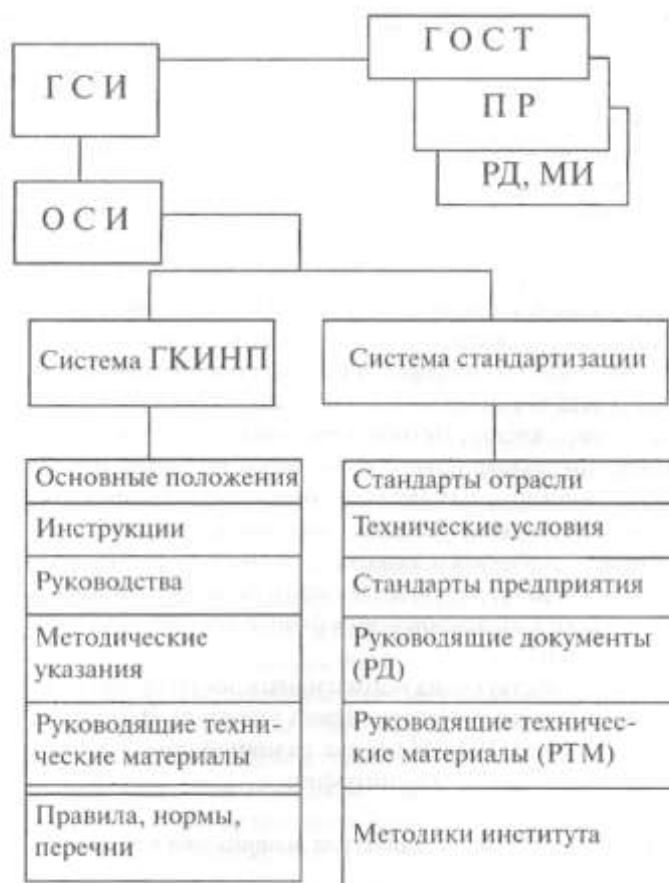 ГСИ
ГОСТ
ПР
РД, МИ
ОСИ
Система ГКИНП
Система стандартизации
Основные положения
Инструкции
Руководства
Методические
указания
Руководящие техни-
ческие материалы
Правила, нормы,
перечни
Стандарты отрасли
Технические условия
Стандарты предприятия
Руководящие документы
(РД)
Руководящие техничес-
кие материалы (РТМ)
Методики института